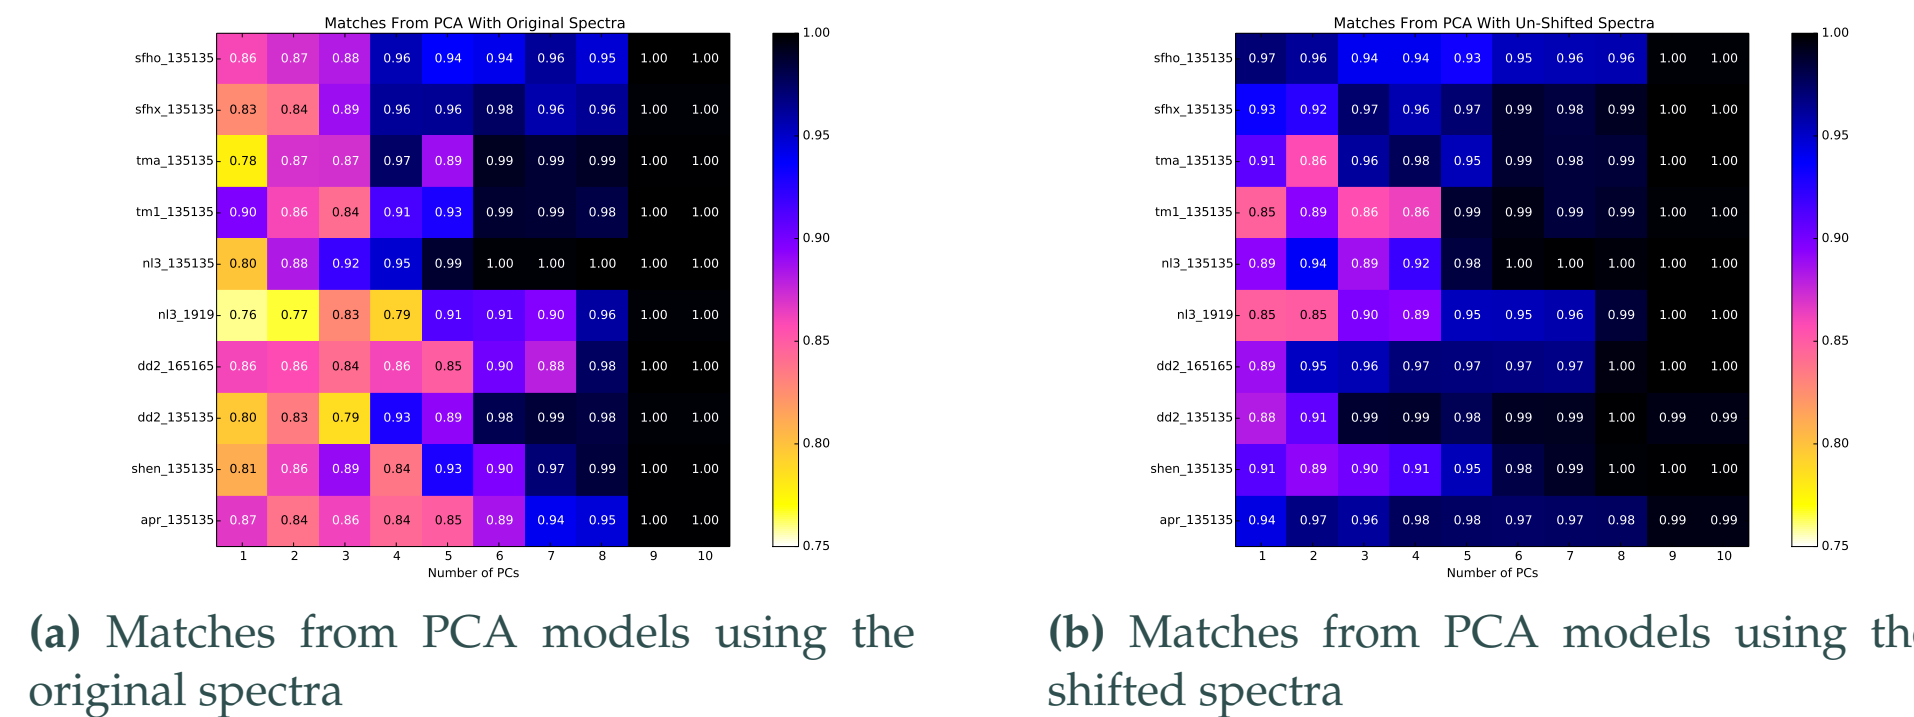 Matches From PCA With Original Spectra
sfho_135135 0.86 0.87 0.88 0.96 0.94 0.94 0.96 0.95 1.00 1.00
sfhx_135135 0.83 0.84 0.89 0.96 0.96 0.98 0.96 0.96 1.00 1.00
tma_135135 0.78 0.87 0.87 0.97 0.89 0.99 0.99 0.99 1.00 1.00
tm1_135135 0.90 0.86 0.84 0.91 0.93 0.99 0.99 0.98 1.00 1.00
nl3_135135 0.80 0.88 0.92 0.95 0.99 1.00 1.00 1.00 1.00 1.00
nl3_1919 0.76 0.77 0.83 0.79 0.91 0.91 0.90 0.96 1.00 1.00
dd2_165165 0.86 0.86 0.84 0.86 0.85 0.90 0.88 0.98 1.00 1.00
dd2_135135 0.80 0.83 0.79 0.93 0.89 0.98 0.99 0.98 1.00 1.00
shen_135135 0.81 0.86 0.89 0.84 0.93 0.90 0.97 0.99 1.00 1.00
apr_135135 0.87 0.84 0.86 0.84 0.85 0.89 0.94 0.95 1.00 1.00
1 2 3 4 5 6 7 8 9 10
Number of PCs
1.00
0.95
0.90
0.85
0.80
0.75
(a) Matches from PCA models using the
original spectra
Matches From PCA With Un-Shifted Spectra
sfho_135135 0.97 0.96 0.94 0.94 0.93 0.95 0.96 0.96 1.00 1.00
sfhx_135135 0.93 0.92 0.97 0.96 0.97 0.99 0.98 0.99 1.00 1.00
tma_135135 0.91 0.86 0.96 0.98 0.95 0.99 0.98 0.99 1.00 1.00
tm1_135135 0.85 0.89 0.86 0.86 0.99 0.99 0.99 0.99 1.00 1.00
nl3_135135 0.89 0.94 0.89 0.92 0.98 1.00 1.00 1.00 1.00 1.00
nl3_1919 0.85 0.85 0.90 0.89 0.95 0.95 0.96 0.99 1.00 1.00
dd2_165165 0.89 0.95 0.96 0.97 0.97 0.97 0.97 1.00 1.00 1.00
dd2_135135 0.88 0.91 0.99 0.99 0.98 0.99 0.99 1.00 0.99 0.99
shen_135135 0.91 0.89 0.90 0.91 0.95 0.98 0.99 1.00 1.00 1.00
apr_135135 0.94 0.97 0.96 0.98 0.98 0.97 0.97 0.98 0.99 0.99
1 2 3 4 5 6 7 8 9 10
Number of PCs
1.00
0.95
0.90
0.85
0.80
0.75
(b) Matches from PCA models using the
shifted spectra